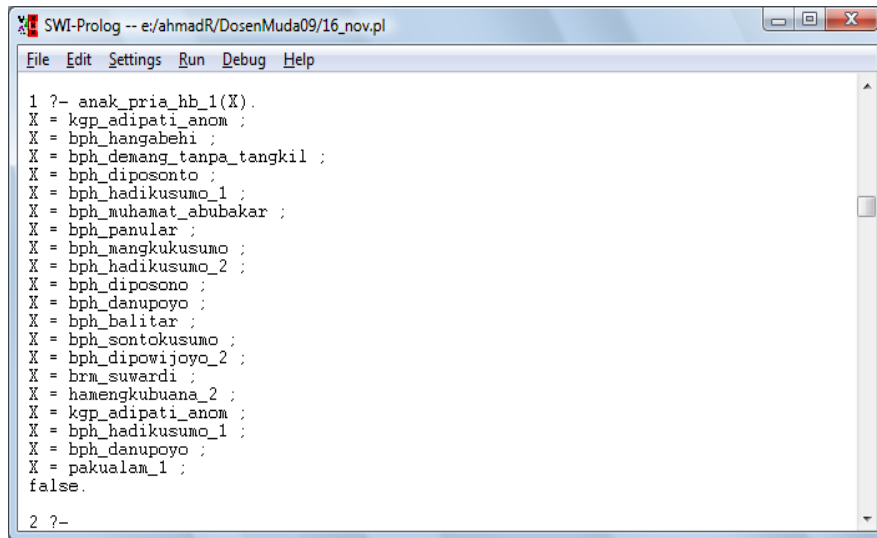 SWI-Prolog -- e:/ahmadR/DosenMuda09/16_nov.pl
File Edit Settings Run Debug Help
1 ?- anak_pria_hb_1(X).
X = kgp_adipati_anom ;
X = bph_hangabehi ;
X = bph_demang_tanpa_tangkil ;
X = bph_diposonto ;
X = bph_hadikusumo_1 ;
X = bph_muhamat_abubakar ;
X = bph_panular ;
X = bph_mangkukusumo ;
X = bph_hadikusumo_2 ;
X = bph_diposono ;
X = bph_danupoyo ;
X = bph_balitar ;
X = bph_sontokusumo ;
X = bph_dipowijoyo_2 ;
X = brm_suwardi ;
X = hamengkubuana_2 ;
X = kgp_adipati_anom ;
X = bph_hadikusumo_1 ;
X = bph_danupoyo ;
X = pakualam_1 ;
false.
2 ?-